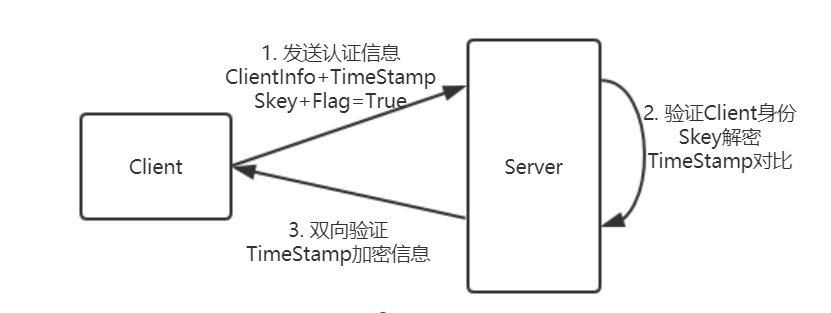 1. 发送认证信息
ClientInfo+TimeStamp
Skey+Flag=True
Client
Server
2. 验证Client身份
Skey解密
TimeStamp对比
3. 双向验证
TimeStamp加密信息